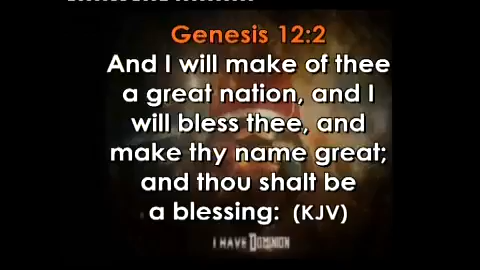 Genesis 12:2
And I will make of thee
a great nation, and I
will bless thee, and
make thy name great;
and thou shalt be
a blessing: (KJV)
I HAVE DOMINION